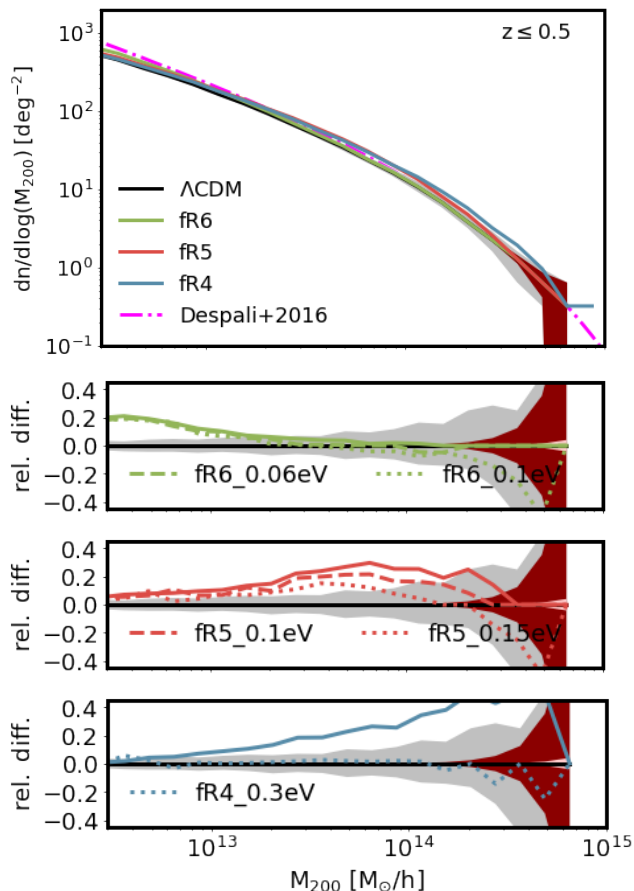 z ≤ 0.5
10³
10²
10¹
10⁰
10⁻¹
dn/dlog(M₂₀₀) [deg⁻²]
ΛCDM
fR6
fR5
fR4
Despali+2016
0.4
0.2
0.0
−0.2
−0.4
rel. diff.
fR6_0.06eV fR6_0.1eV
0.4
0.2
0.0
−0.2
−0.4
rel. diff.
fR5_0.1eV fR5_0.15eV
0.4
0.2
0.0
−0.2
−0.4
rel. diff.
fR4_0.3eV
10¹³ 10¹⁴ 10¹⁵
M₂₀₀ [M⊙/h]